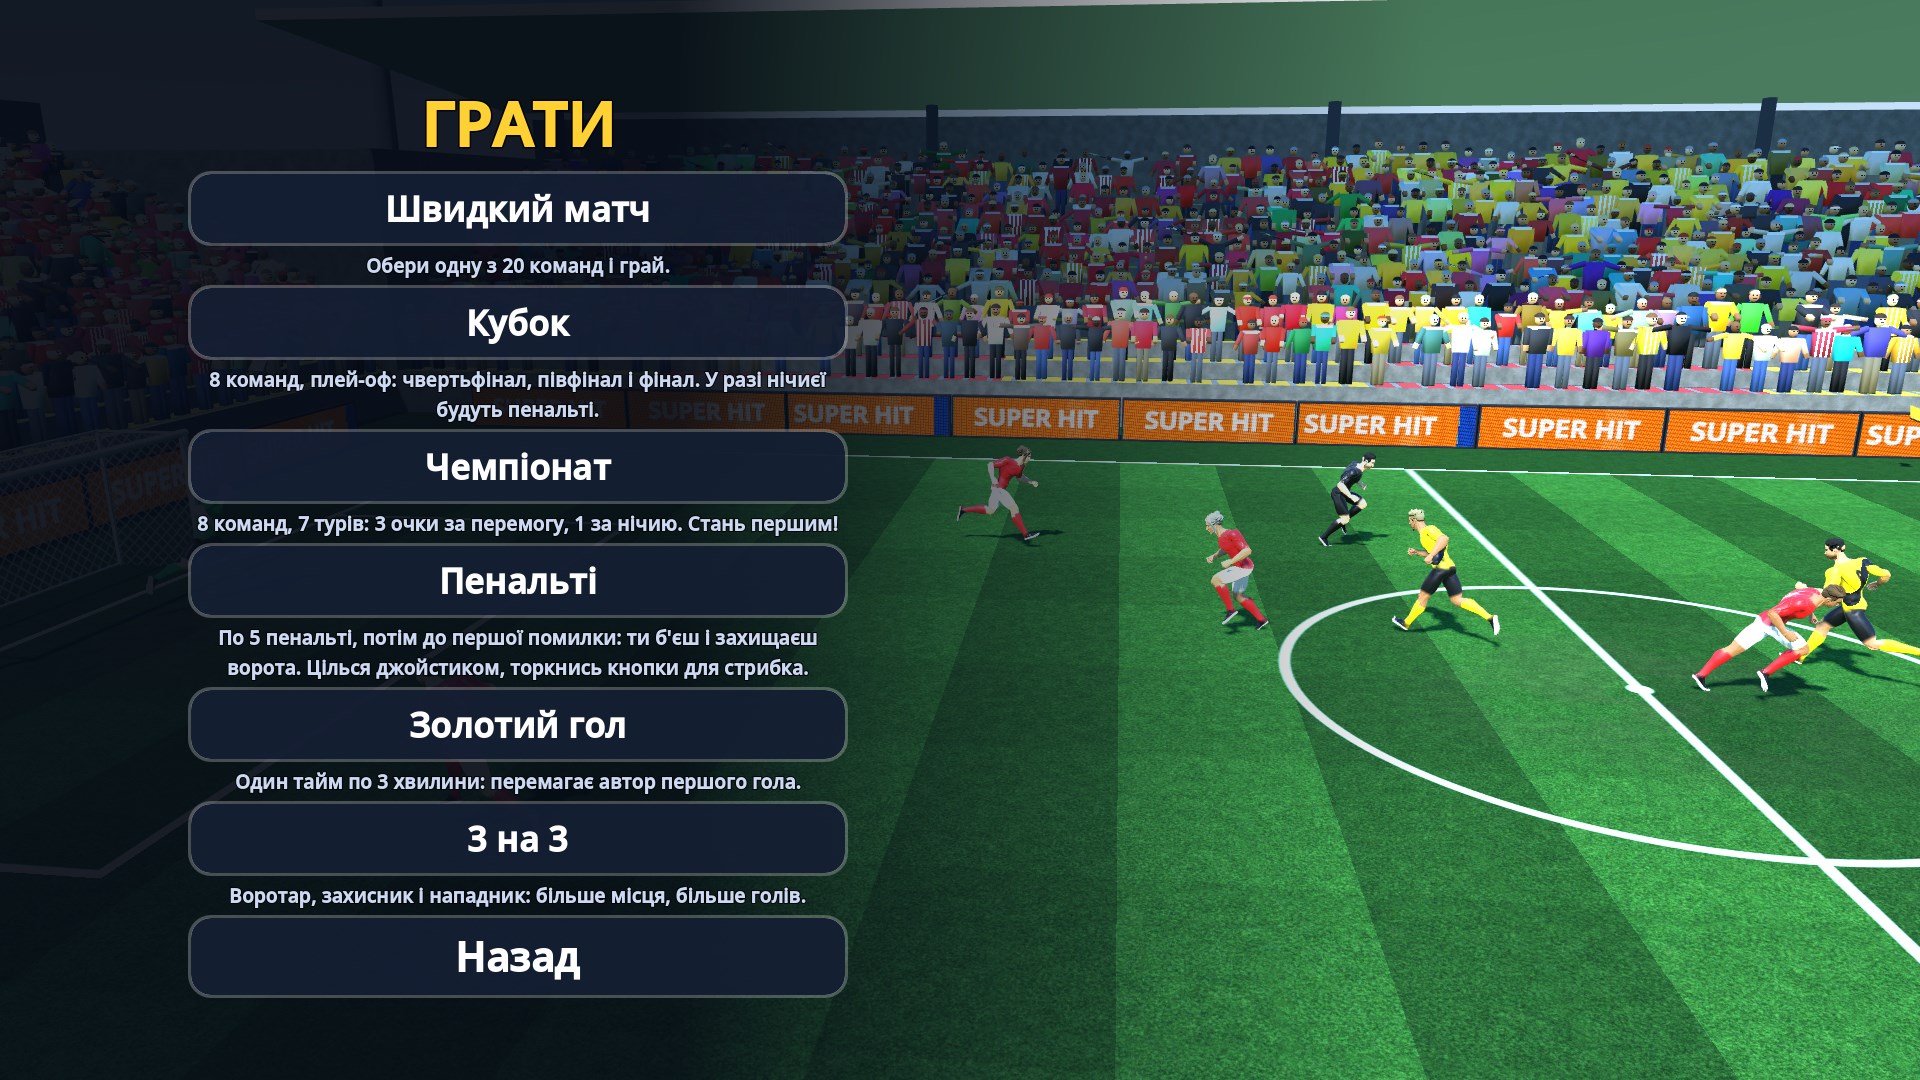 ГРАТИ
Швидкий матч
Обери одну з 20 команд і грай.
Кубок
8 команд, плей-оф: чвертьфінал, півфінал і фінал. У разі нічиєї
будуть пенальті.
SUPER HIT SUPER HIT SUPER HIT SUPER HIT SUPER HIT SUPER HIT SUPER HIT SUP
Чемпіонат
8 команд, 7 турів: 3 очки за перемогу, 1 за нічию. Стань першим!
Пенальті
По 5 пенальті, потім до першої помилки: ти б'єш і захищаєш
ворота. Цілься джойстиком, торкнись кнопки для стрибка.
Золотий гол
Один тайм по 3 хвилини: перемагає автор першого гола.
3 на 3
Воротар, захисник і нападник: більше місця, більше голів.
Назад